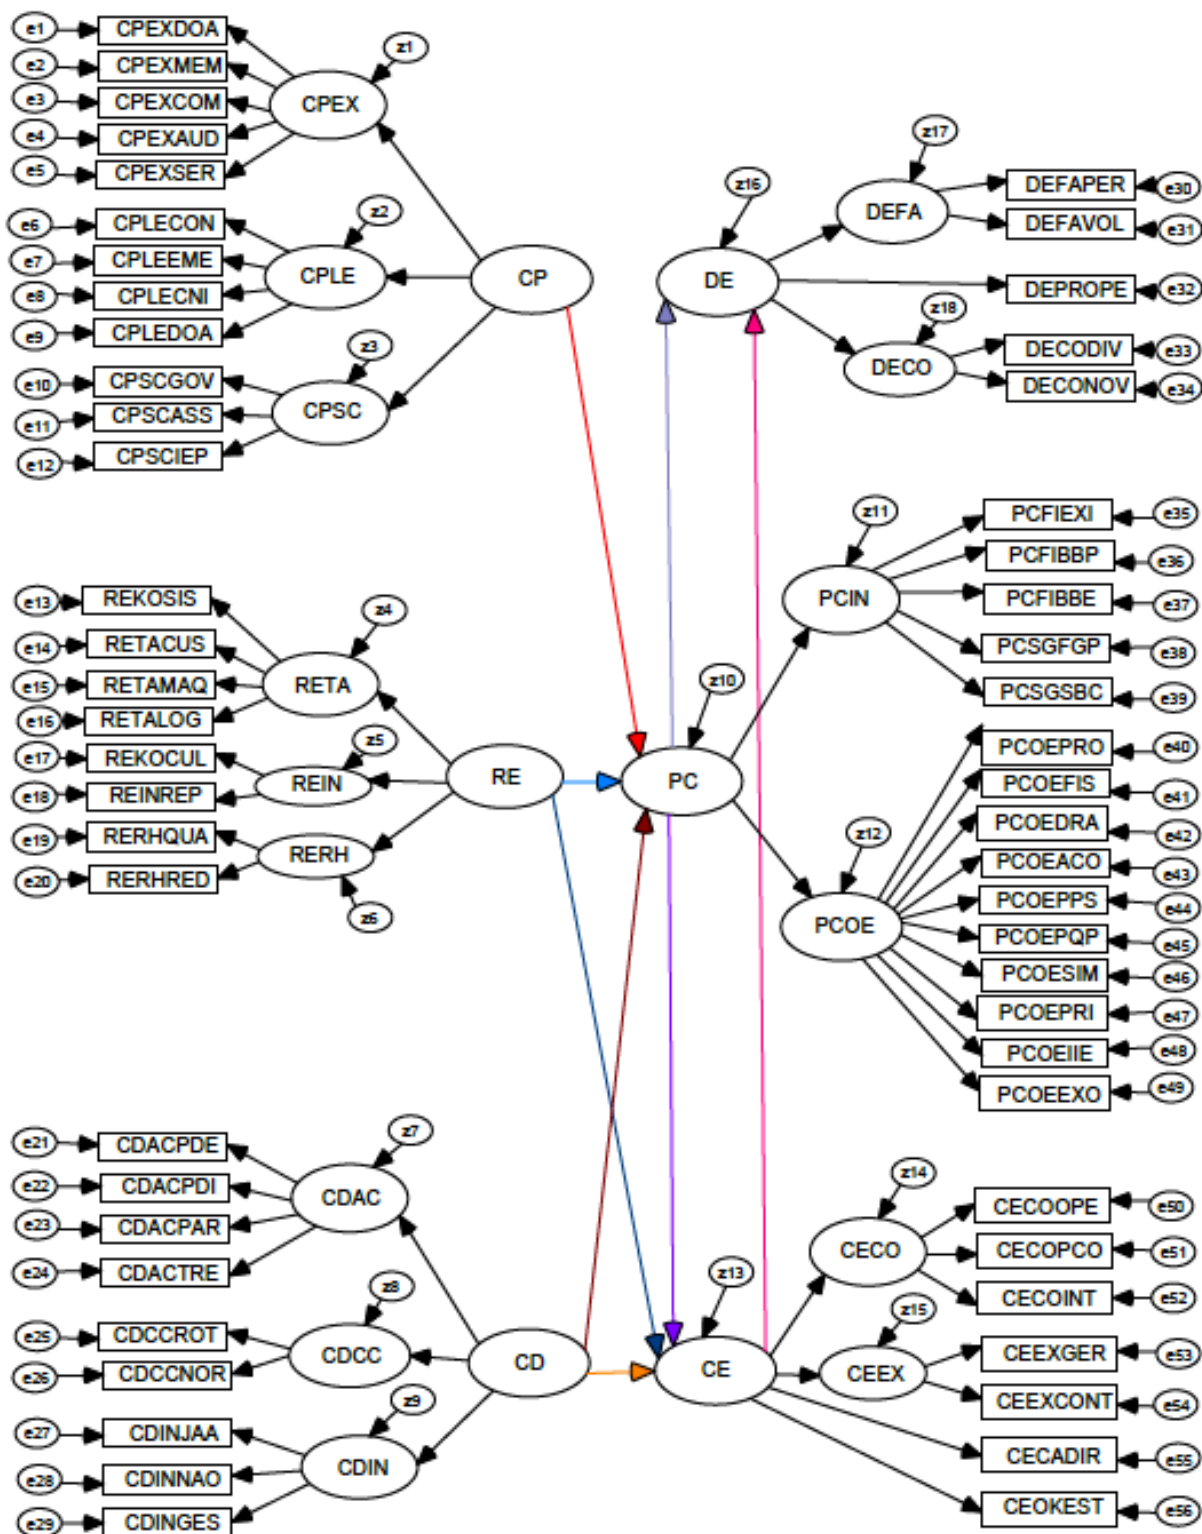 e1 CPEXDOA
z1
e2 CPEXMEM
e3 CPEXCOM
CPEX
e4 CPEXAUD
e5 CPEXSER
e6 CPLECON
z2
e7 CPLEEME
CPLE
e8 CPLECNI
e9 CPLEDOA
CP
z3
e10 CPSCGOV
e11 CPSCASS
CPSC
e12 CPSCIEP
z17
z16
DEFA
DEFAPER e30
DEFAVOL e31
DE
DEPROPE e32
z18
DECODIV e33
DECO
DECONOV e34
e13 REKOSIS
z4
e14 RETACUS
e15 RETAMAQ
RETA
e16 RETALOG
e17 REKOCUL
z5
REIN
e18 REINREP
RE
e19 RERHQUA
RERH
e20 RERHRED
z6
z10
PC
z11
PCIN
PCFIEXI e35
PCFIBBP e36
PCFIBBE e37
PCSGFGP e38
PCSGSBC e39
z12
PCOE
PCOEPRO e40
PCOEFIS e41
PCOEDRA e42
PCOEACO e43
PCOEPPS e44
PCOEPQP e45
PCOESIM e46
PCOEPRI e47
PCOEIIE e48
PCOEEXO e49
e21 CDACPDE
z7
e22 CDACPDI
CDAC
e23 CDACPAR
e24 CDACTRE
z8
e25 CDCCROT
CDCC
e26 CDCCNOR
CD
z9
e27 CDINJAA
CDIN
e28 CDINNAO
e29 CDINGES
z13
CE
z14
CECO
CECOOPE e50
CECOPCO e51
CECOINT e52
z15
CEEX
CEEXGER e53
CEEXCONT e54
CECADIR e55
CEOKEST e56